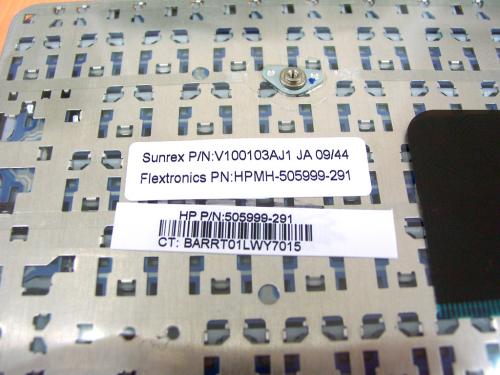 Sunrex P/N:V100103AJ1 JA 09/44
Flextronics PN:HPMH-505999-291
HP P/N:505999-291
CT: BARRT01LWY7015